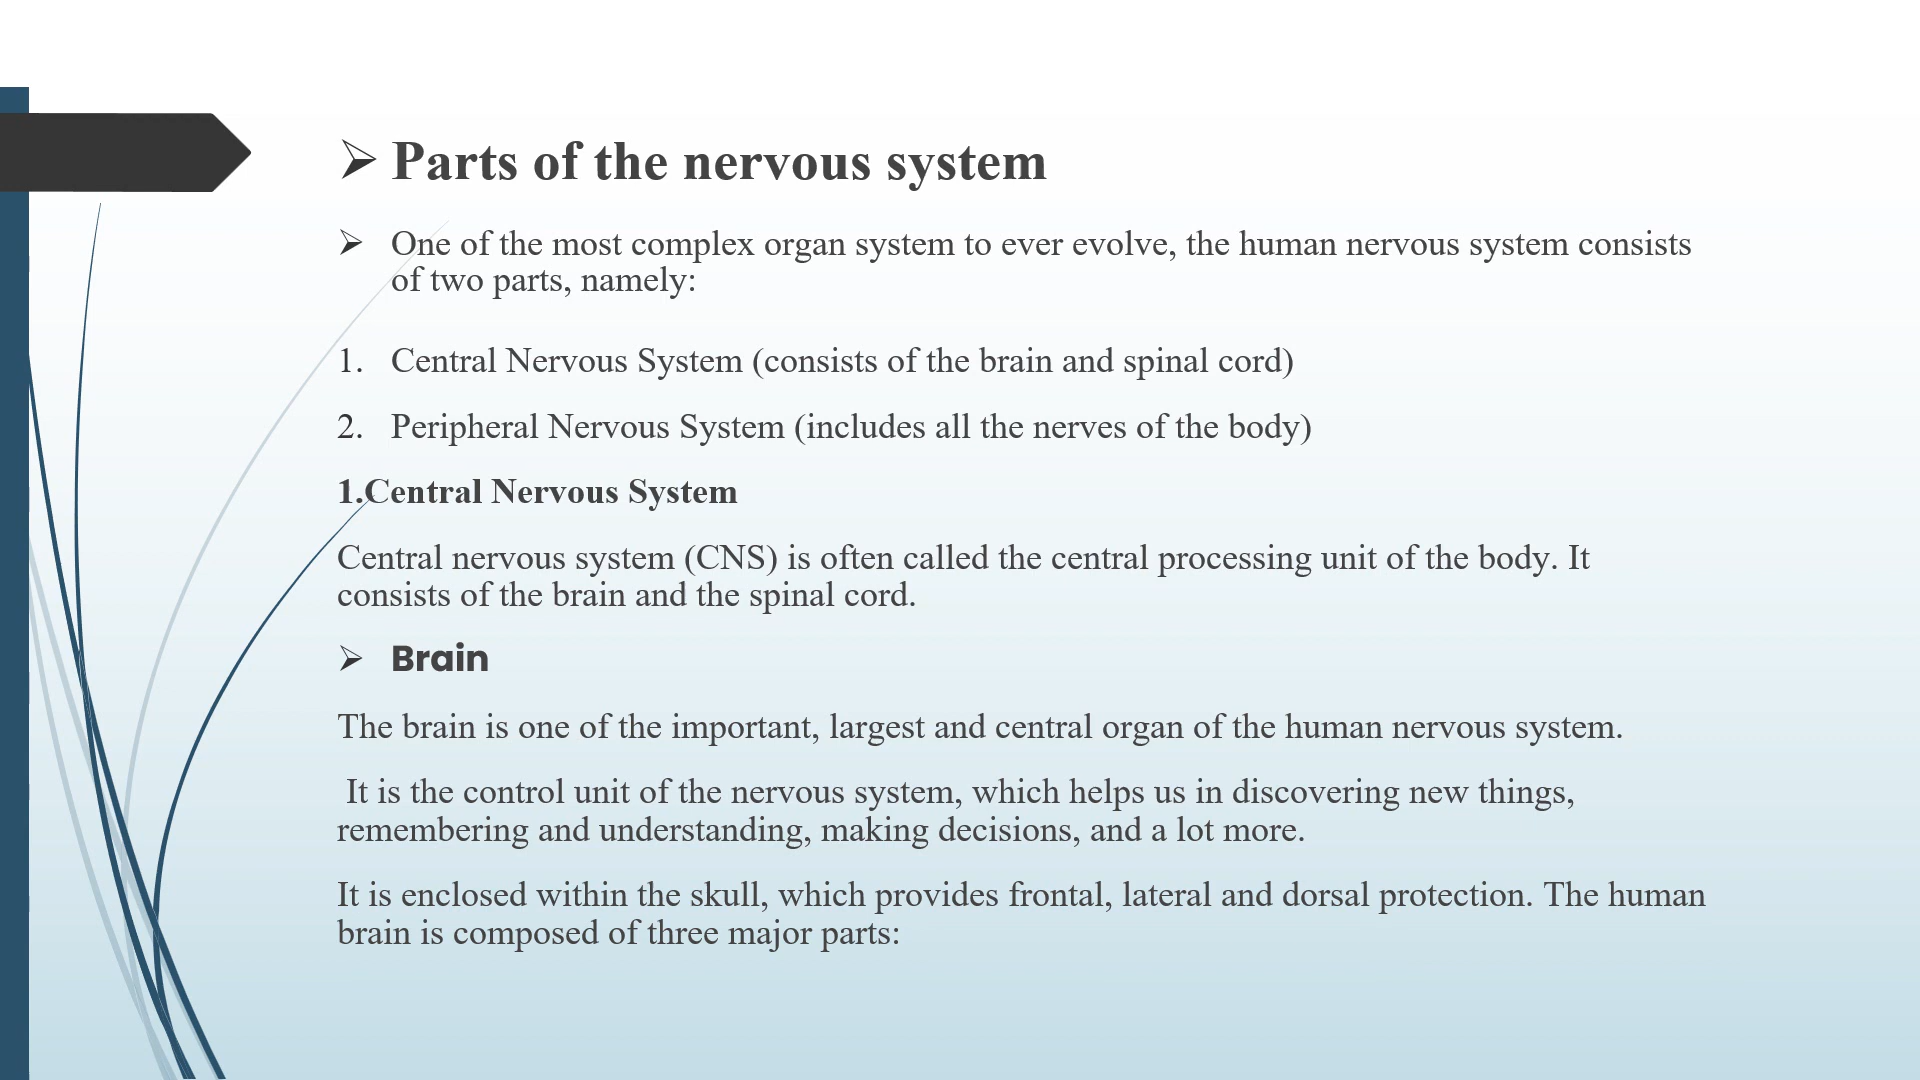 ➢ Parts of the nervous system
➢ One of the most complex organ system to ever evolve, the human nervous system consists
of two parts, namely:
1. Central Nervous System (consists of the brain and spinal cord)
2. Peripheral Nervous System (includes all the nerves of the body)
1.Central Nervous System
Central nervous system (CNS) is often called the central processing unit of the body. It
consists of the brain and the spinal cord.
➢ Brain
The brain is one of the important, largest and central organ of the human nervous system.
It is the control unit of the nervous system, which helps us in discovering new things,
remembering and understanding, making decisions, and a lot more.
It is enclosed within the skull, which provides frontal, lateral and dorsal protection. The human
brain is composed of three major parts: